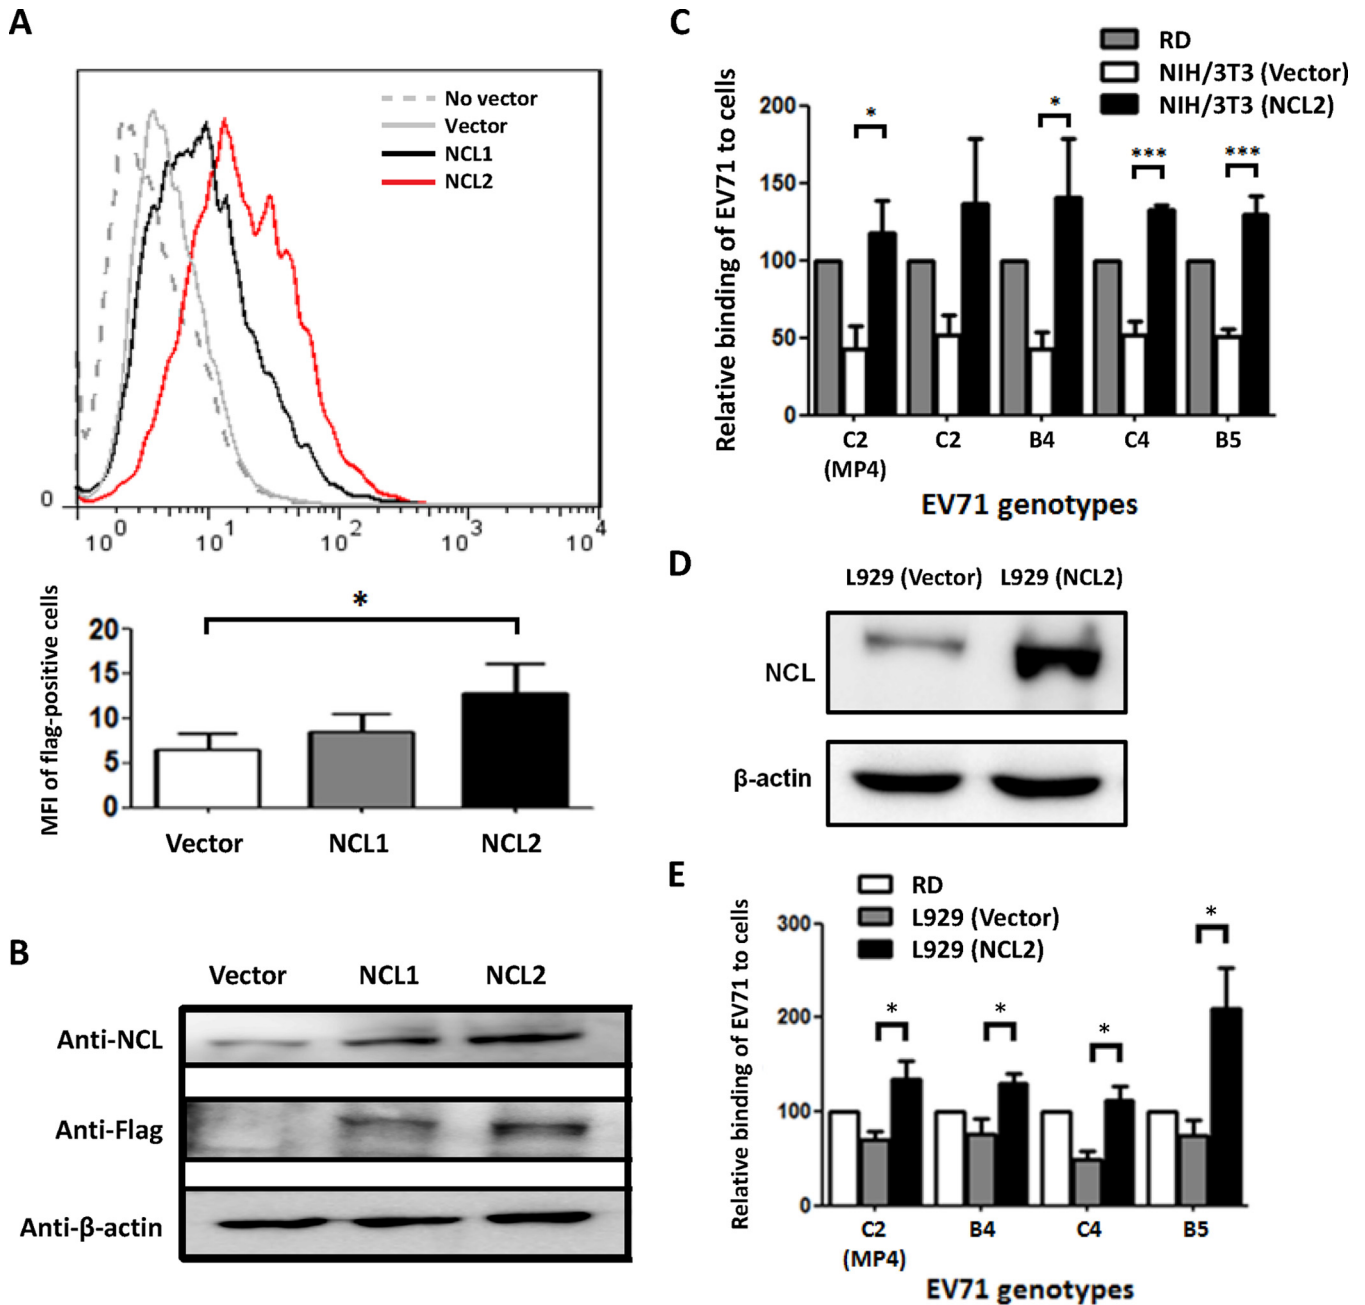 A
No vector
Vector
NCL1
NCL2
0
10^0 10^1 10^2 10^3 10^4
MFI of flag-positive cells
*
20
15
10
5
0
Vector NCL1 NCL2
B
Vector NCL1 NCL2
Anti-NCL
Anti-Flag
Anti-β-actin
C
RD
NIH/3T3 (Vector)
NIH/3T3 (NCL2)
Relative binding of EV71 to cells
200
150
100
50
0
* * *** ***
C2 C2 B4 C4 B5
(MP4)
EV71 genotypes
D
L929 (Vector) L929 (NCL2)
NCL
β-actin
E
RD
L929 (Vector)
L929 (NCL2)
Relative binding of EV71 to cells
300
200
100
0
* * * *
C2 B4 C4 B5
(MP4)
EV71 genotypes